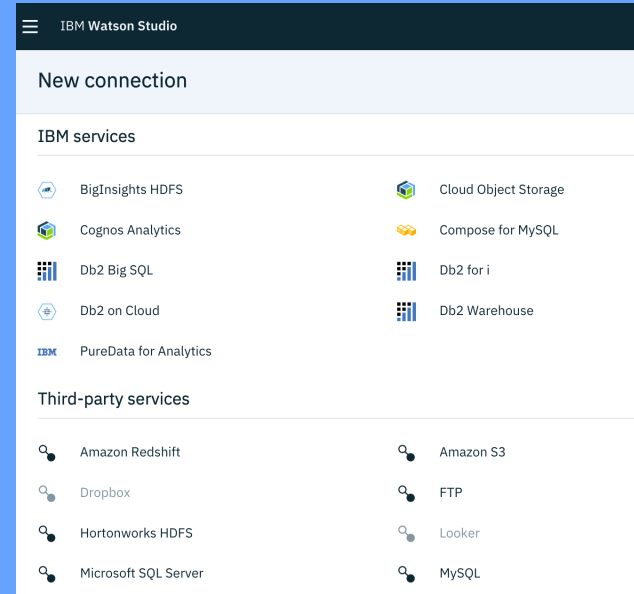 IBM Watson Studio
New connection
IBM services
BigInsights HDFS
Cloud Object Storage
Cognos Analytics
Compose for MySQL
Db2 Big SQL
Db2 for i
Db2 on Cloud
Db2 Warehouse
IBM PureData for Analytics
Third-party services
Amazon Redshift
Amazon S3
Dropbox
FTP
Hortonworks HDFS
Looker
Microsoft SQL Server
MySQL